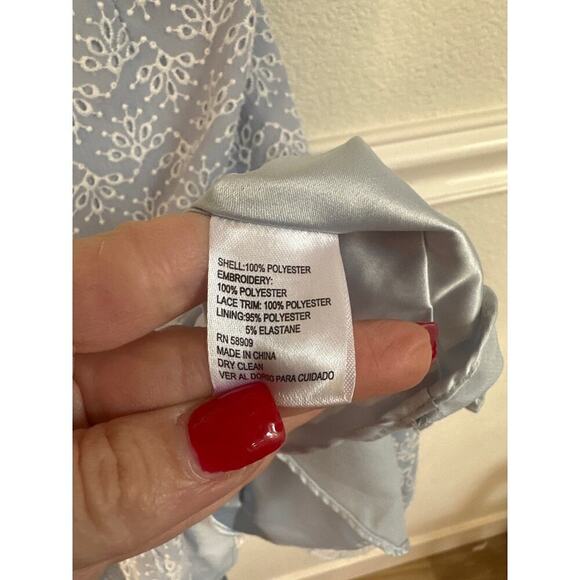 SHELL:100% POLYESTER
EMBROIDERY:
100% POLYESTER
LACE TRIM: 100% POLYESTER
LINING:95% POLYESTER
5% ELASTANE
RN 58909
MADE IN CHINA
DRY CLEAN
VER AL DORSO PARA CUIDADO